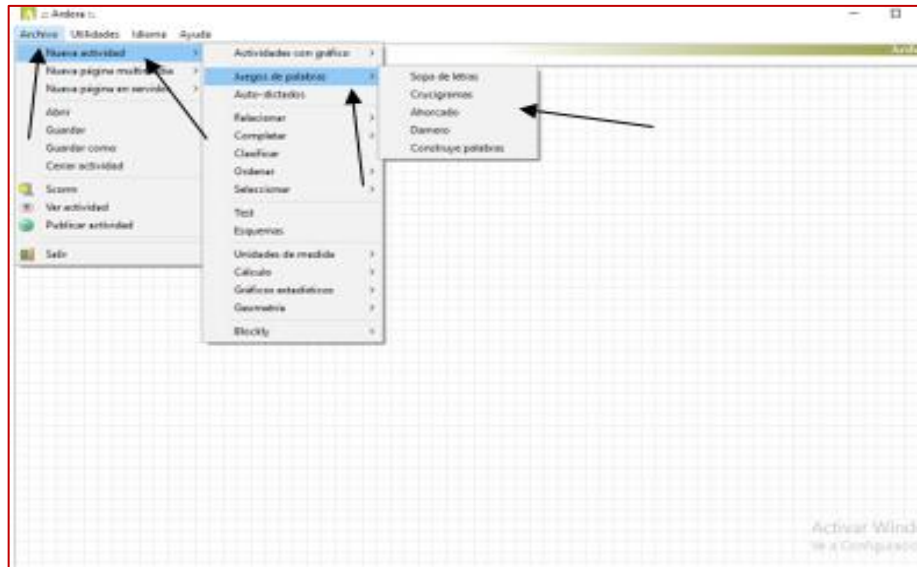 :: Ardora ::
Archivo Utilidades Idioma Ayuda
Nueva actividad
Nueva página
Nueva página en servidor
Abrir
Guardar
Guardar como
Cerrar actividad
Scorm
Ver actividad
Publicar actividad
Salir
Actividades con gráfico
Juegos de palabras
Auto-dictados
Relacionar
Completar
Clasificar
Ordenar
Seleccionar
Test
Esquemas
Unidades de medida
Cálculo
Gráficos estadísticos
Geometría
Blockly
Sopa de letras
Crucigramas
Ahorcado
Damero
Construye palabras
Activar
Ve a